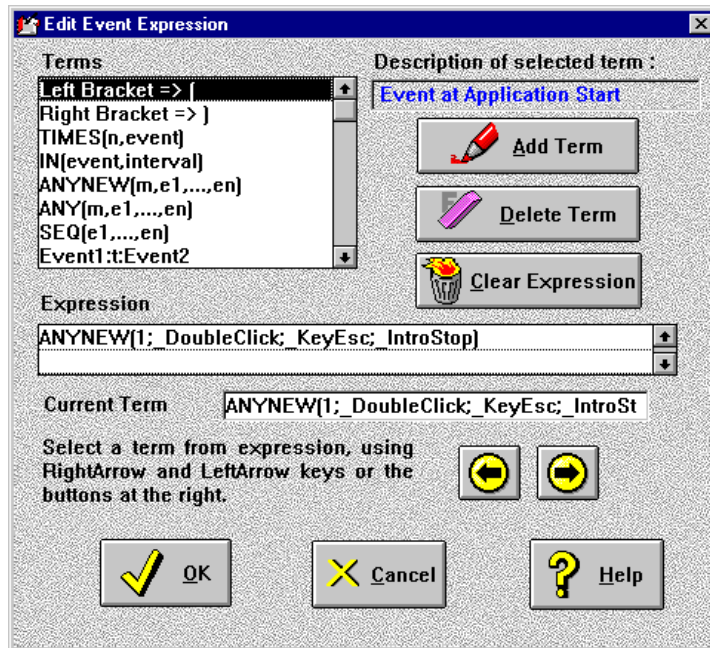 Edit Event Expression
Terms
Left Bracket => (
Right Bracket => )
TIMES(n,event)
IN(event,interval)
ANYNEW(m,e1,...,en)
ANY(m,e1,...,en)
SEQ(e1,...,en)
Event1:t:Event2
Description of selected term :
Event at Application Start
Add Term
Delete Term
Clear Expression
Expression
ANYNEW(1;_DoubleClick;_KeyEsc;_IntroStop)
Current Term
ANYNEW(1;_DoubleClick;_KeyEsc;_IntroSt
Select a term from expression, using
RightArrow and LeftArrow keys or the
buttons at the right.
OK
Cancel
Help